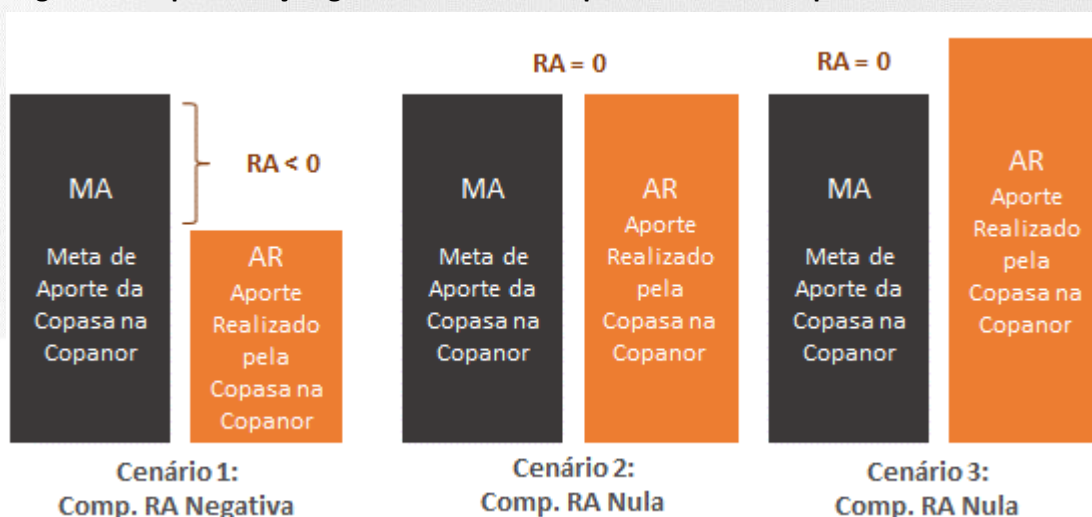 RA = 0
RA = 0
MA
Meta de
Aporte da
Copasa na
Copanor
RA < 0
AR
Aporte
Realizado
pela
Copasa na
Copanor
Cenário 1:
Comp. RA Negativa
MA
Meta de
Aporte da
Copasa na
Copanor
AR
Aporte
Realizado
pela
Copasa na
Copanor
Cenário 2:
Comp. RA Nula
MA
Meta de
Aporte da
Copasa na
Copanor
AR
Aporte
Realizado
pela
Copasa na
Copanor
Cenário 3:
Comp. RA Nula